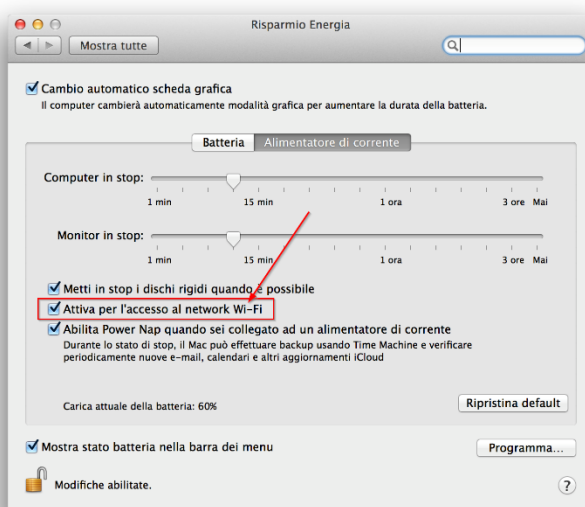 Risparmio Energia
Mostra tutte
Cambio automatico scheda grafica
Il computer cambierà automaticamente modalità grafica per aumentare la durata della batteria.
Batteria Alimentatore di corrente
Computer in stop:
1 min 15 min 1 ora 3 ore Mai
Monitor in stop:
1 min 15 min 1 ora 3 ore Mai
Metti in stop i dischi rigidi quando è possibile
Attiva per l'accesso al network Wi-Fi
Abilita Power Nap quando sei collegato ad un alimentatore di corrente
Durante lo stato di stop, il Mac può effettuare backup usando Time Machine e verificare
periodicamente nuove e-mail, calendari e altri aggiornamenti iCloud
Carica attuale della batteria: 60%
Ripristina default
Mostra stato batteria nella barra dei menu
Programma...
Modifiche abilitate.
?